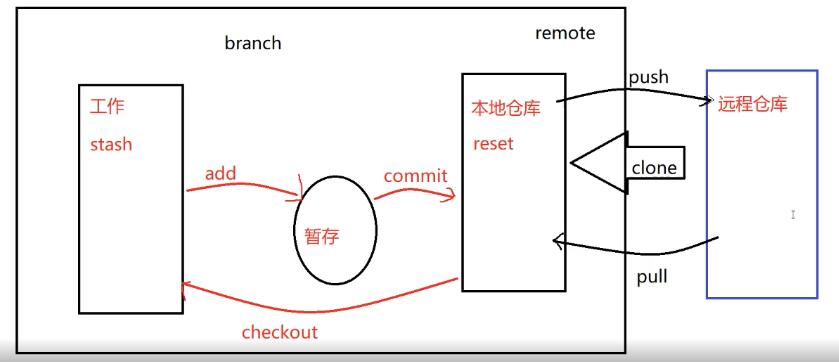 branch
remote
工作
stash
add
暂存
commit
checkout
本地仓库
reset
push
clone
pull
远程仓库